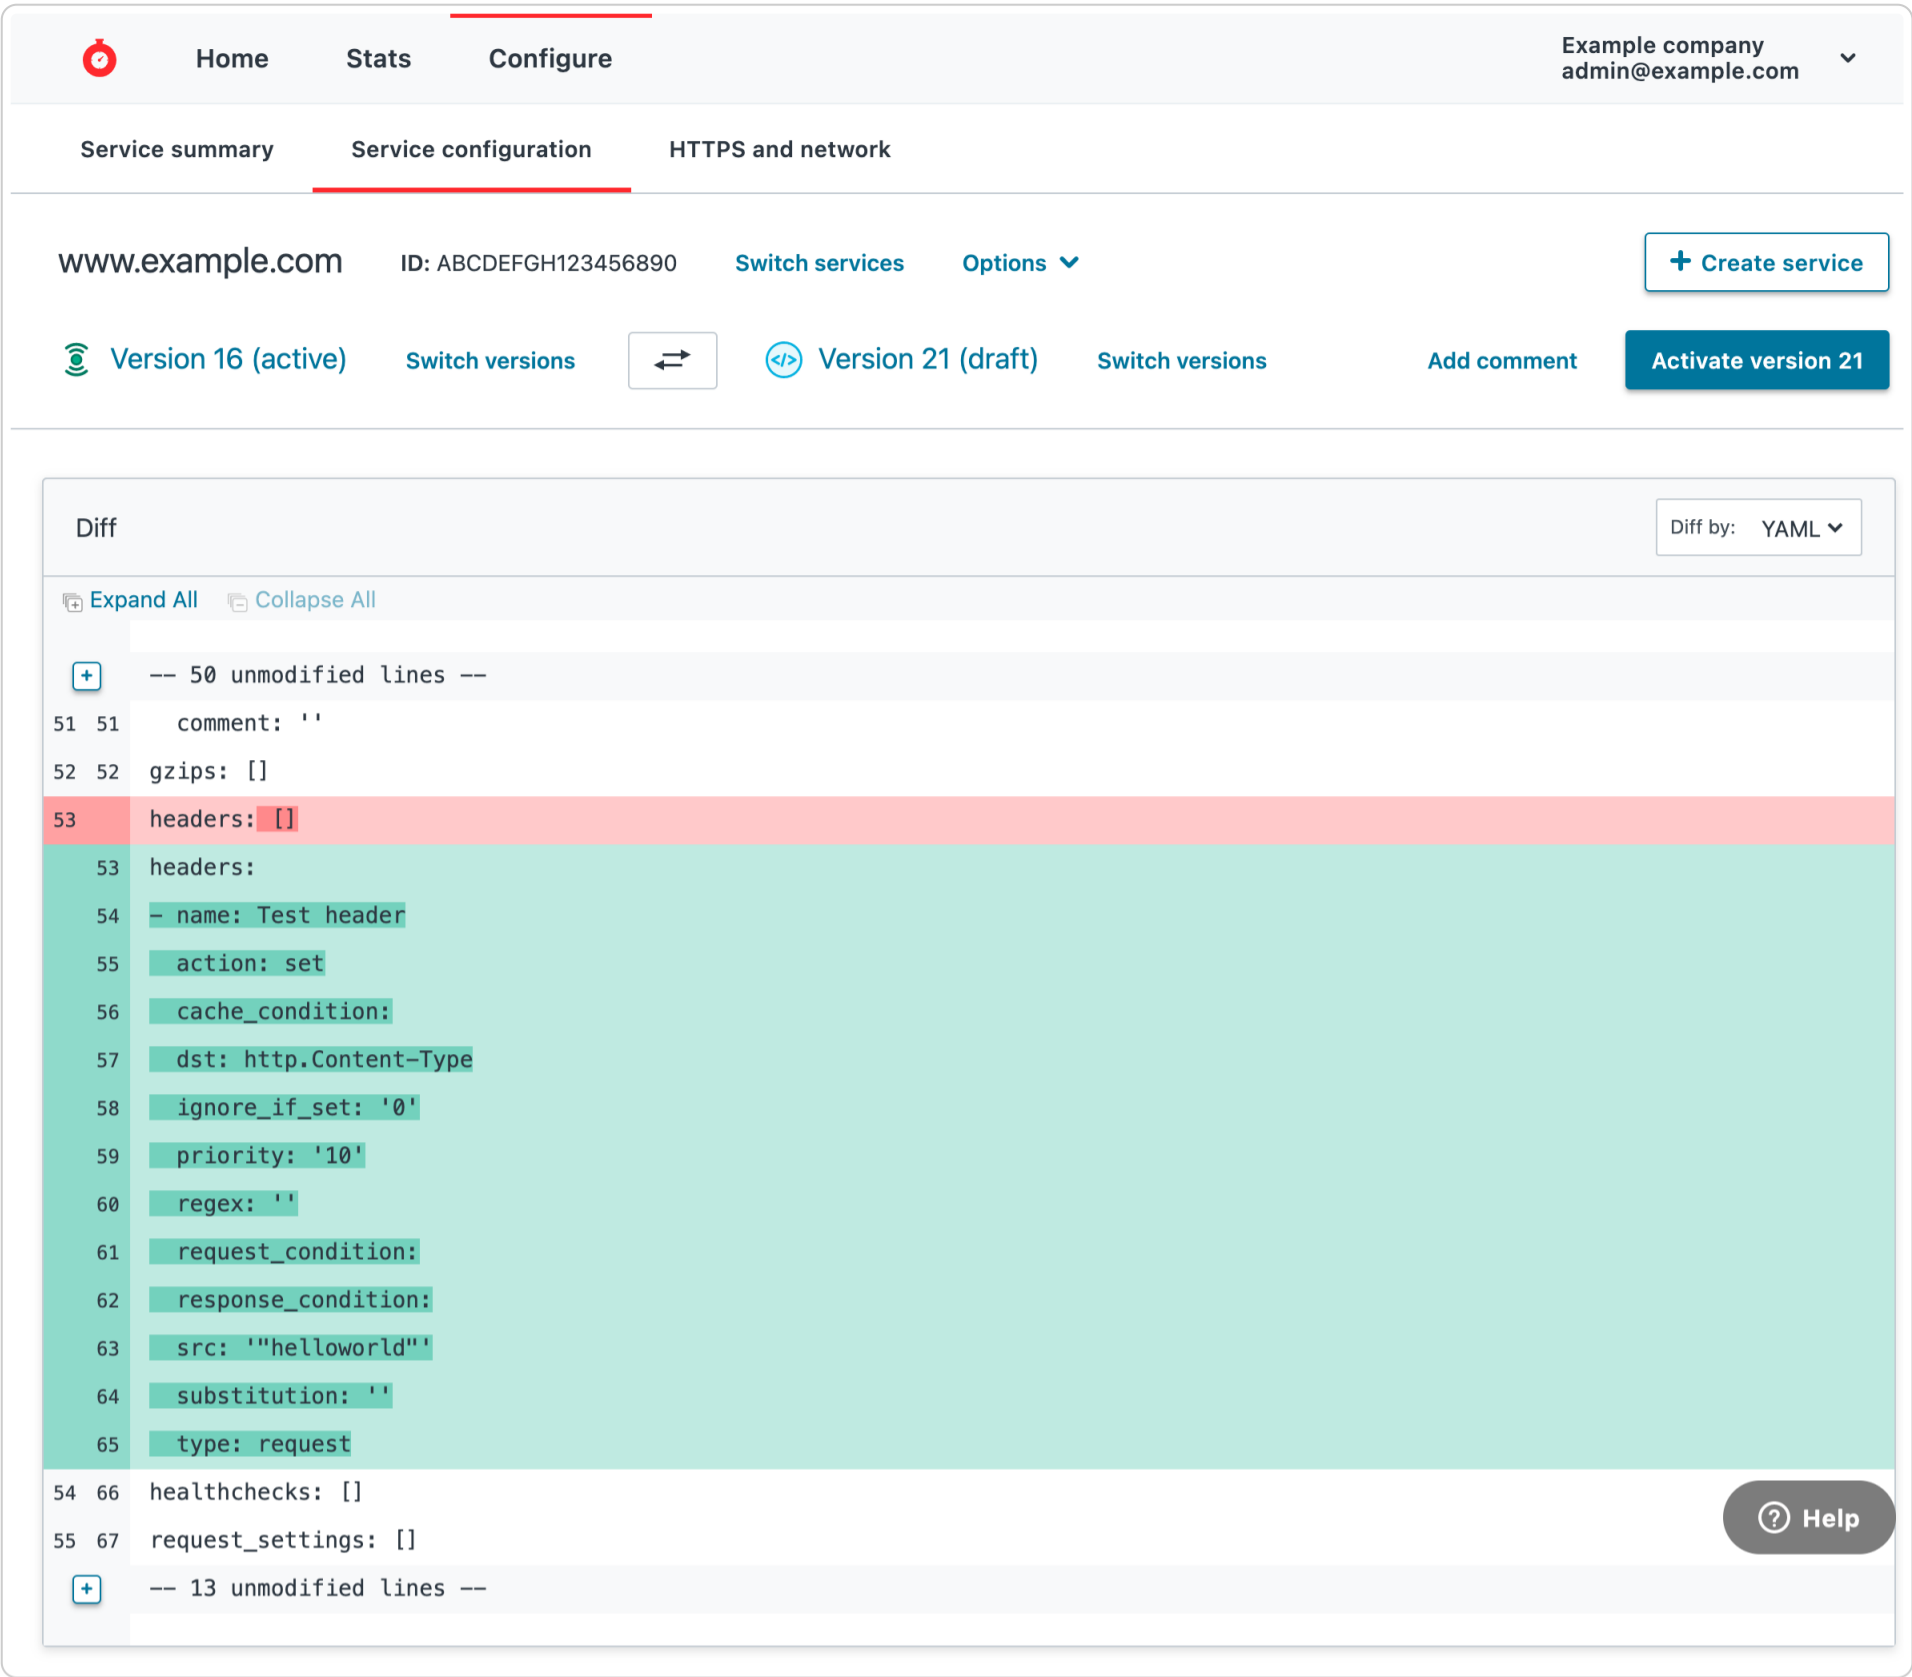 Home Stats Configure Example company
admin@example.com
Service summary Service configuration HTTPS and network
www.example.com ID: ABCDEFGH123456890 Switch services Options + Create service
Version 16 (active) Switch versions </> Version 21 (draft) Switch versions Add comment Activate version 21
Diff Diff by: YAML
Expand All Collapse All
-- 50 unmodified lines --
51 51 comment: ''
52 52 gzips: []
53 headers: []
53 headers:
54 - name: Test header
55 action: set
56 cache_condition:
57 dst: http.Content-Type
58 ignore_if_set: '0'
59 priority: '10'
60 regex: ''
61 request_condition:
62 response_condition:
63 src: '"helloworld"'
64 substitution: ''
65 type: request
54 66 healthchecks: []
55 67 request_settings: []
-- 13 unmodified lines --
? Help